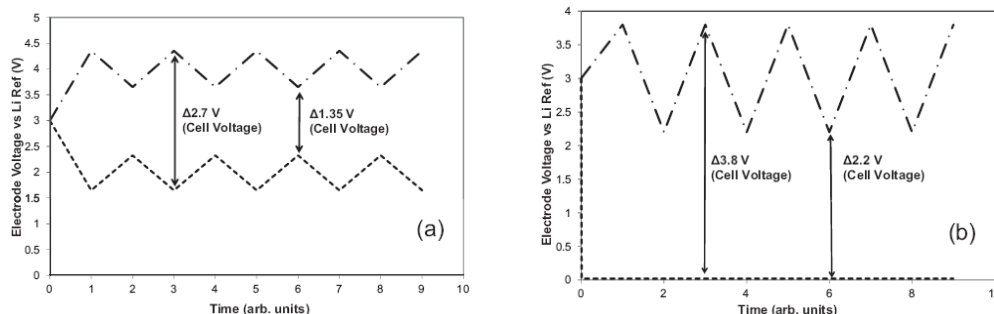 (a)
Electrode Voltage vs Li Ref (V)
5
4.5
4
3.5
3
2.5
2
1.5
1
0.5
0
Δ2.7 V
(Cell Voltage)
Δ1.35 V
(Cell Voltage)
0 1 2 3 4 5 6 7 8 9 10
Time (arb. units)
(b)
Electrode Voltage vs Li Ref (V)
4
3.5
3
2.5
2
1.5
1
0.5
0
Δ3.8 V
(Cell Voltage)
Δ2.2 V
(Cell Voltage)
0 2 4 6 8 10
Time (arb. units)